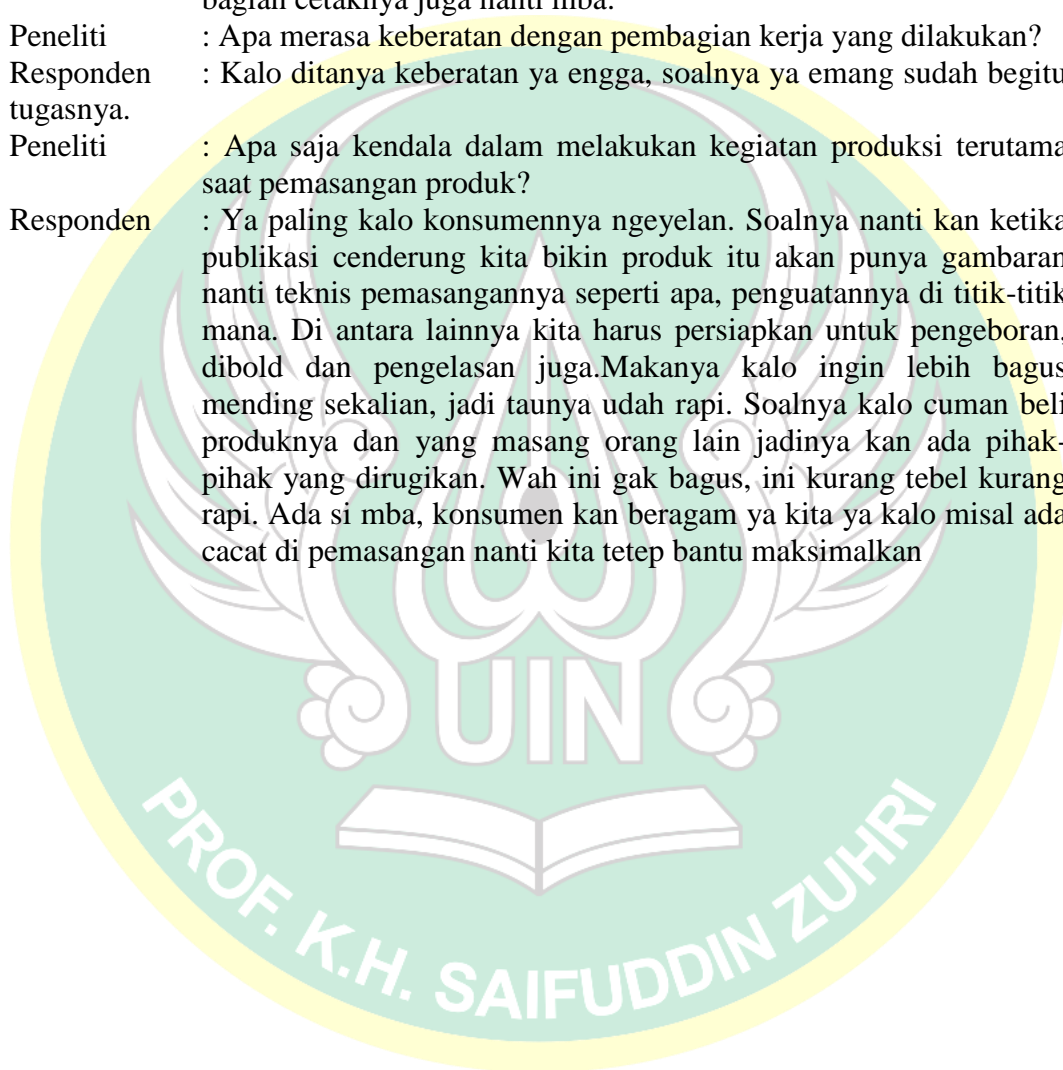 bagian cetaknya juga nanti mba.
Peneliti : Apa merasa keberatan dengan pembagian kerja yang dilakukan?
Responden : Kalo ditanya keberatan ya engga, soalnya ya emang sudah begitu
tugasnya.
Peneliti : Apa saja kendala dalam melakukan kegiatan produksi terutama
saat pemasangan produk?
Responden : Ya paling kalo konsumennya ngeyelan. Soalnya nanti kan ketika
publikasi cenderung kita bikin produk itu akan punya gambaran
nanti teknis pemasangannya seperti apa, penguatannya di titik-titik
mana. Di antara lainnya kita harus persiapkan untuk pengeboran,
dibold dan pengelasan juga.Makanya kalo ingin lebih bagus
mending sekalian, jadi taunya udah rapi. Soalnya kalo cuman beli
produknya dan yang masang orang lain jadinya kan ada pihak-
pihak yang dirugikan. Wah ini gak bagus, ini kurang tebel kurang
rapi. Ada si mba, konsumen kan beragam ya kita ya kalo misal ada
cacat di pemasangan nanti kita tetep bantu maksimalkan
UIN
PROF. K.H. SAIFUDDIN ZUHRI